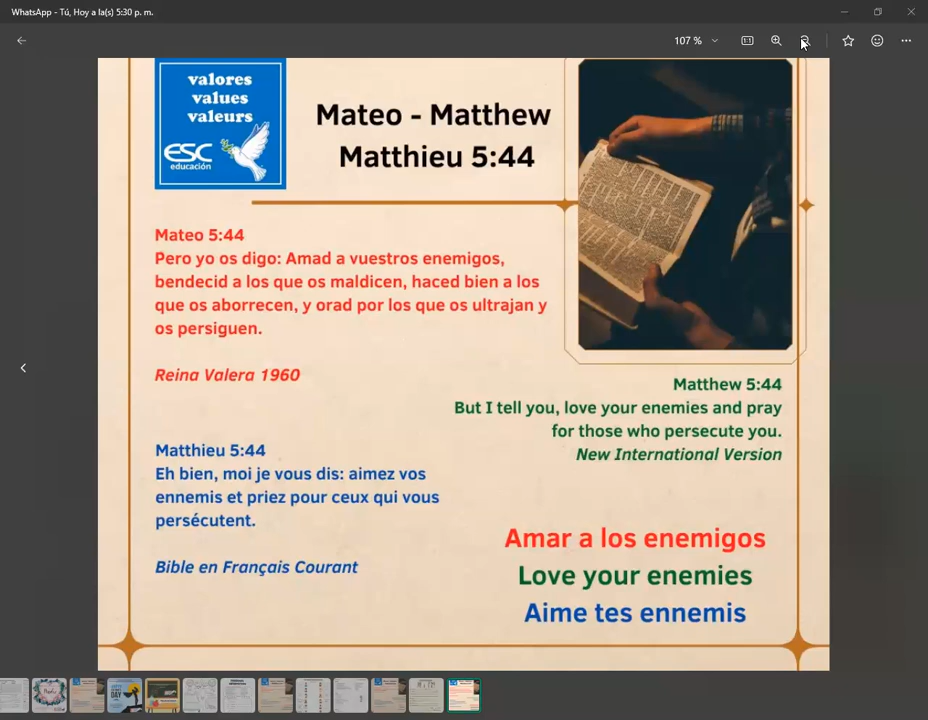 WhatsApp - Tú, Hoy a la(s) 5:30 p. m.
107 %
valores
values
valeurs
ESC
educación
Mateo - Matthew
Matthieu 5:44
Mateo 5:44
Pero yo os digo: Amad a vuestros enemigos,
bendecid a los que os maldicen, haced bien a los
que os aborrecen, y orad por los que os ultrajan y
os persiguen.
Reina Valera 1960
Matthew 5:44
But I tell you, love your enemies and pray
for those who persecute you.
New International Version
Matthieu 5:44
Eh bien, moi je vous dis: aimez vos
ennemis et priez pour ceux qui vous
persécutent.
Bible en Français Courant
Amar a los enemigos
Love your enemies
Aime tes ennemis